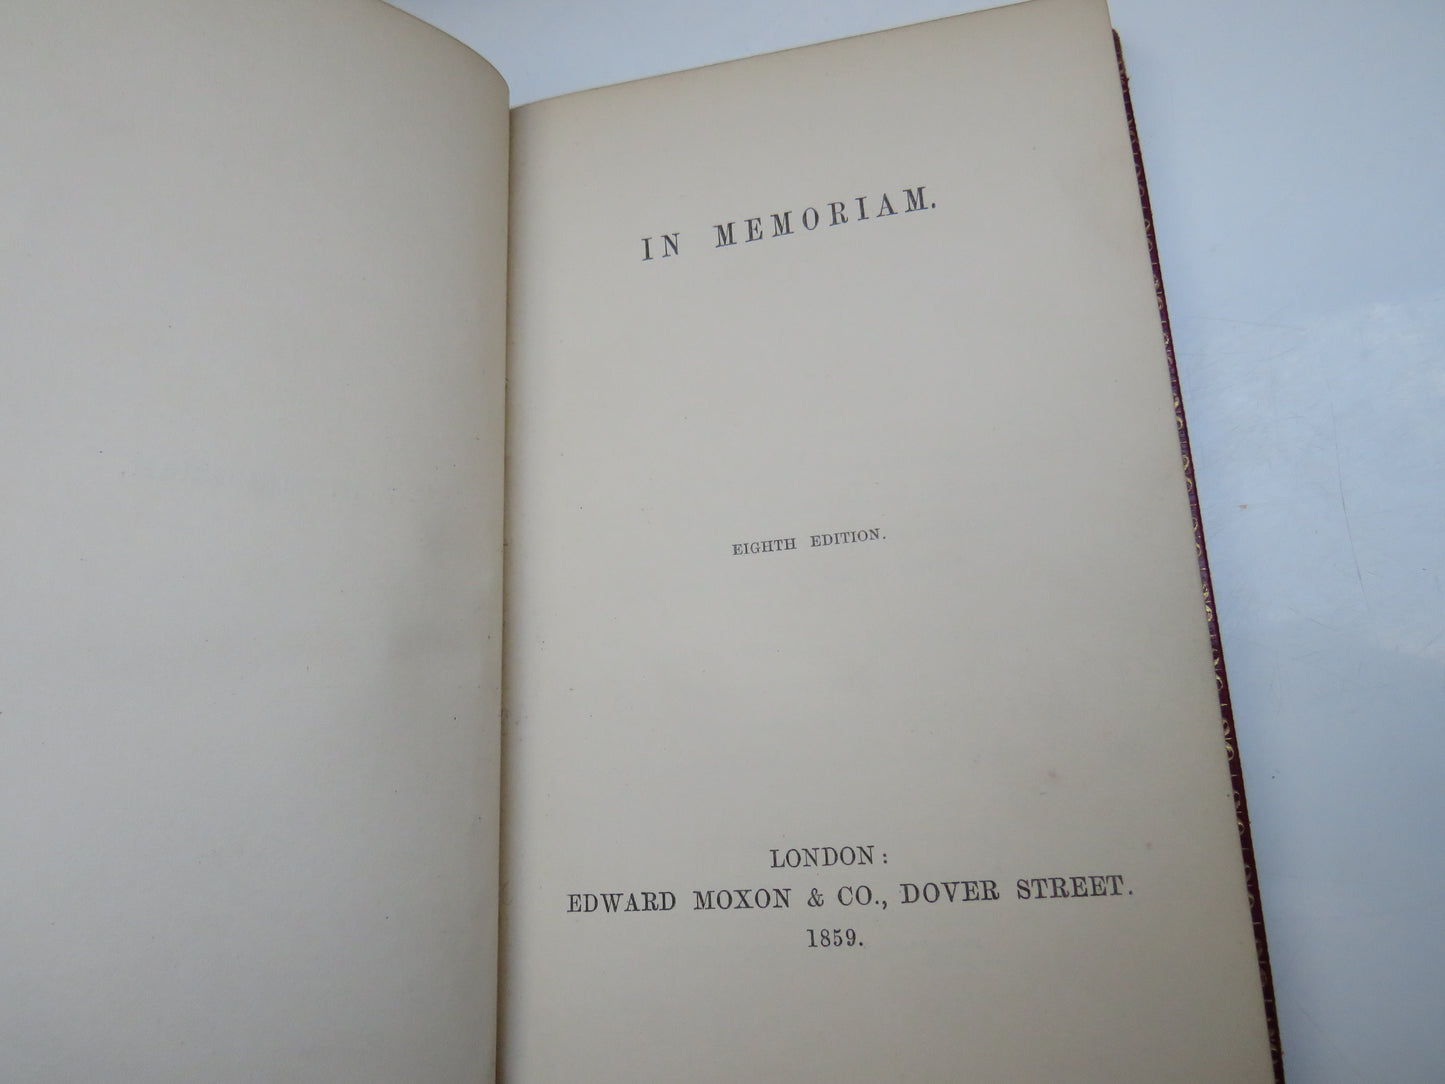 IN MEMORIAM.
EIGHTH EDITION.
LONDON:
EDWARD MOXON & CO., DOVER STREET.
1859.